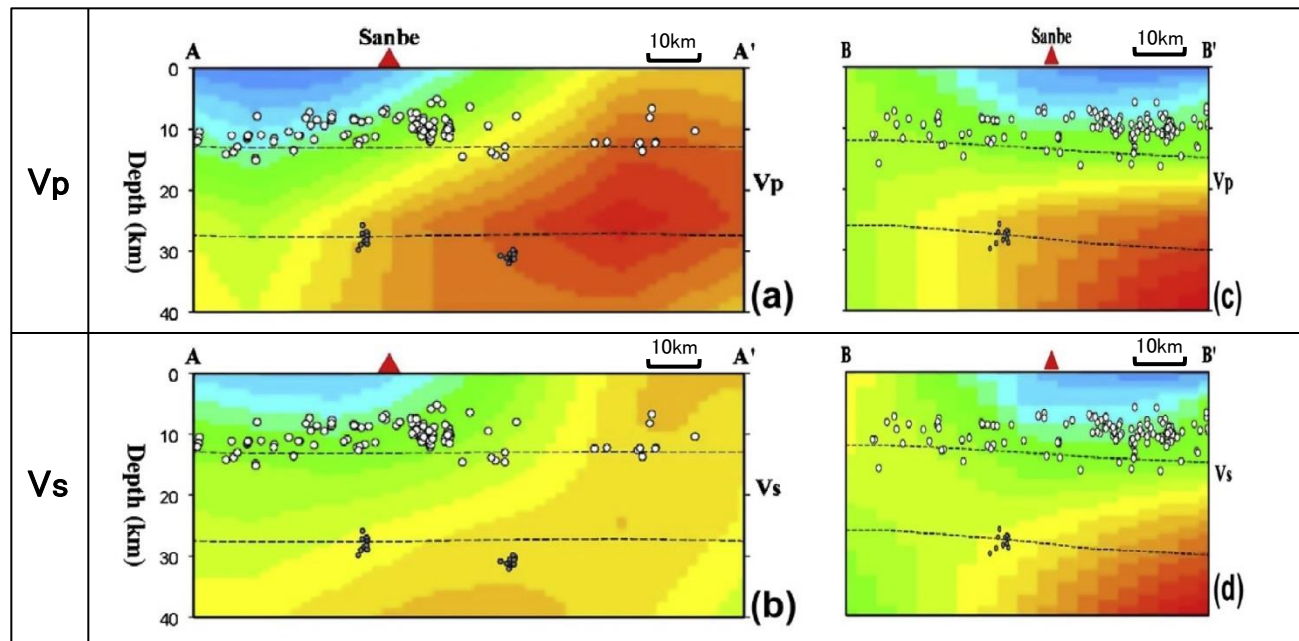 Vp
A Sanbe 10km A'
0
10
20
30
40
Depth (km)
Vp
(a)
B Sanbe 10km B'
Vp
(c)
Vs
A 10km A'
0
10
20
30
40
Depth (km)
Vs
(b)
B 10km B'
Vs
(d)